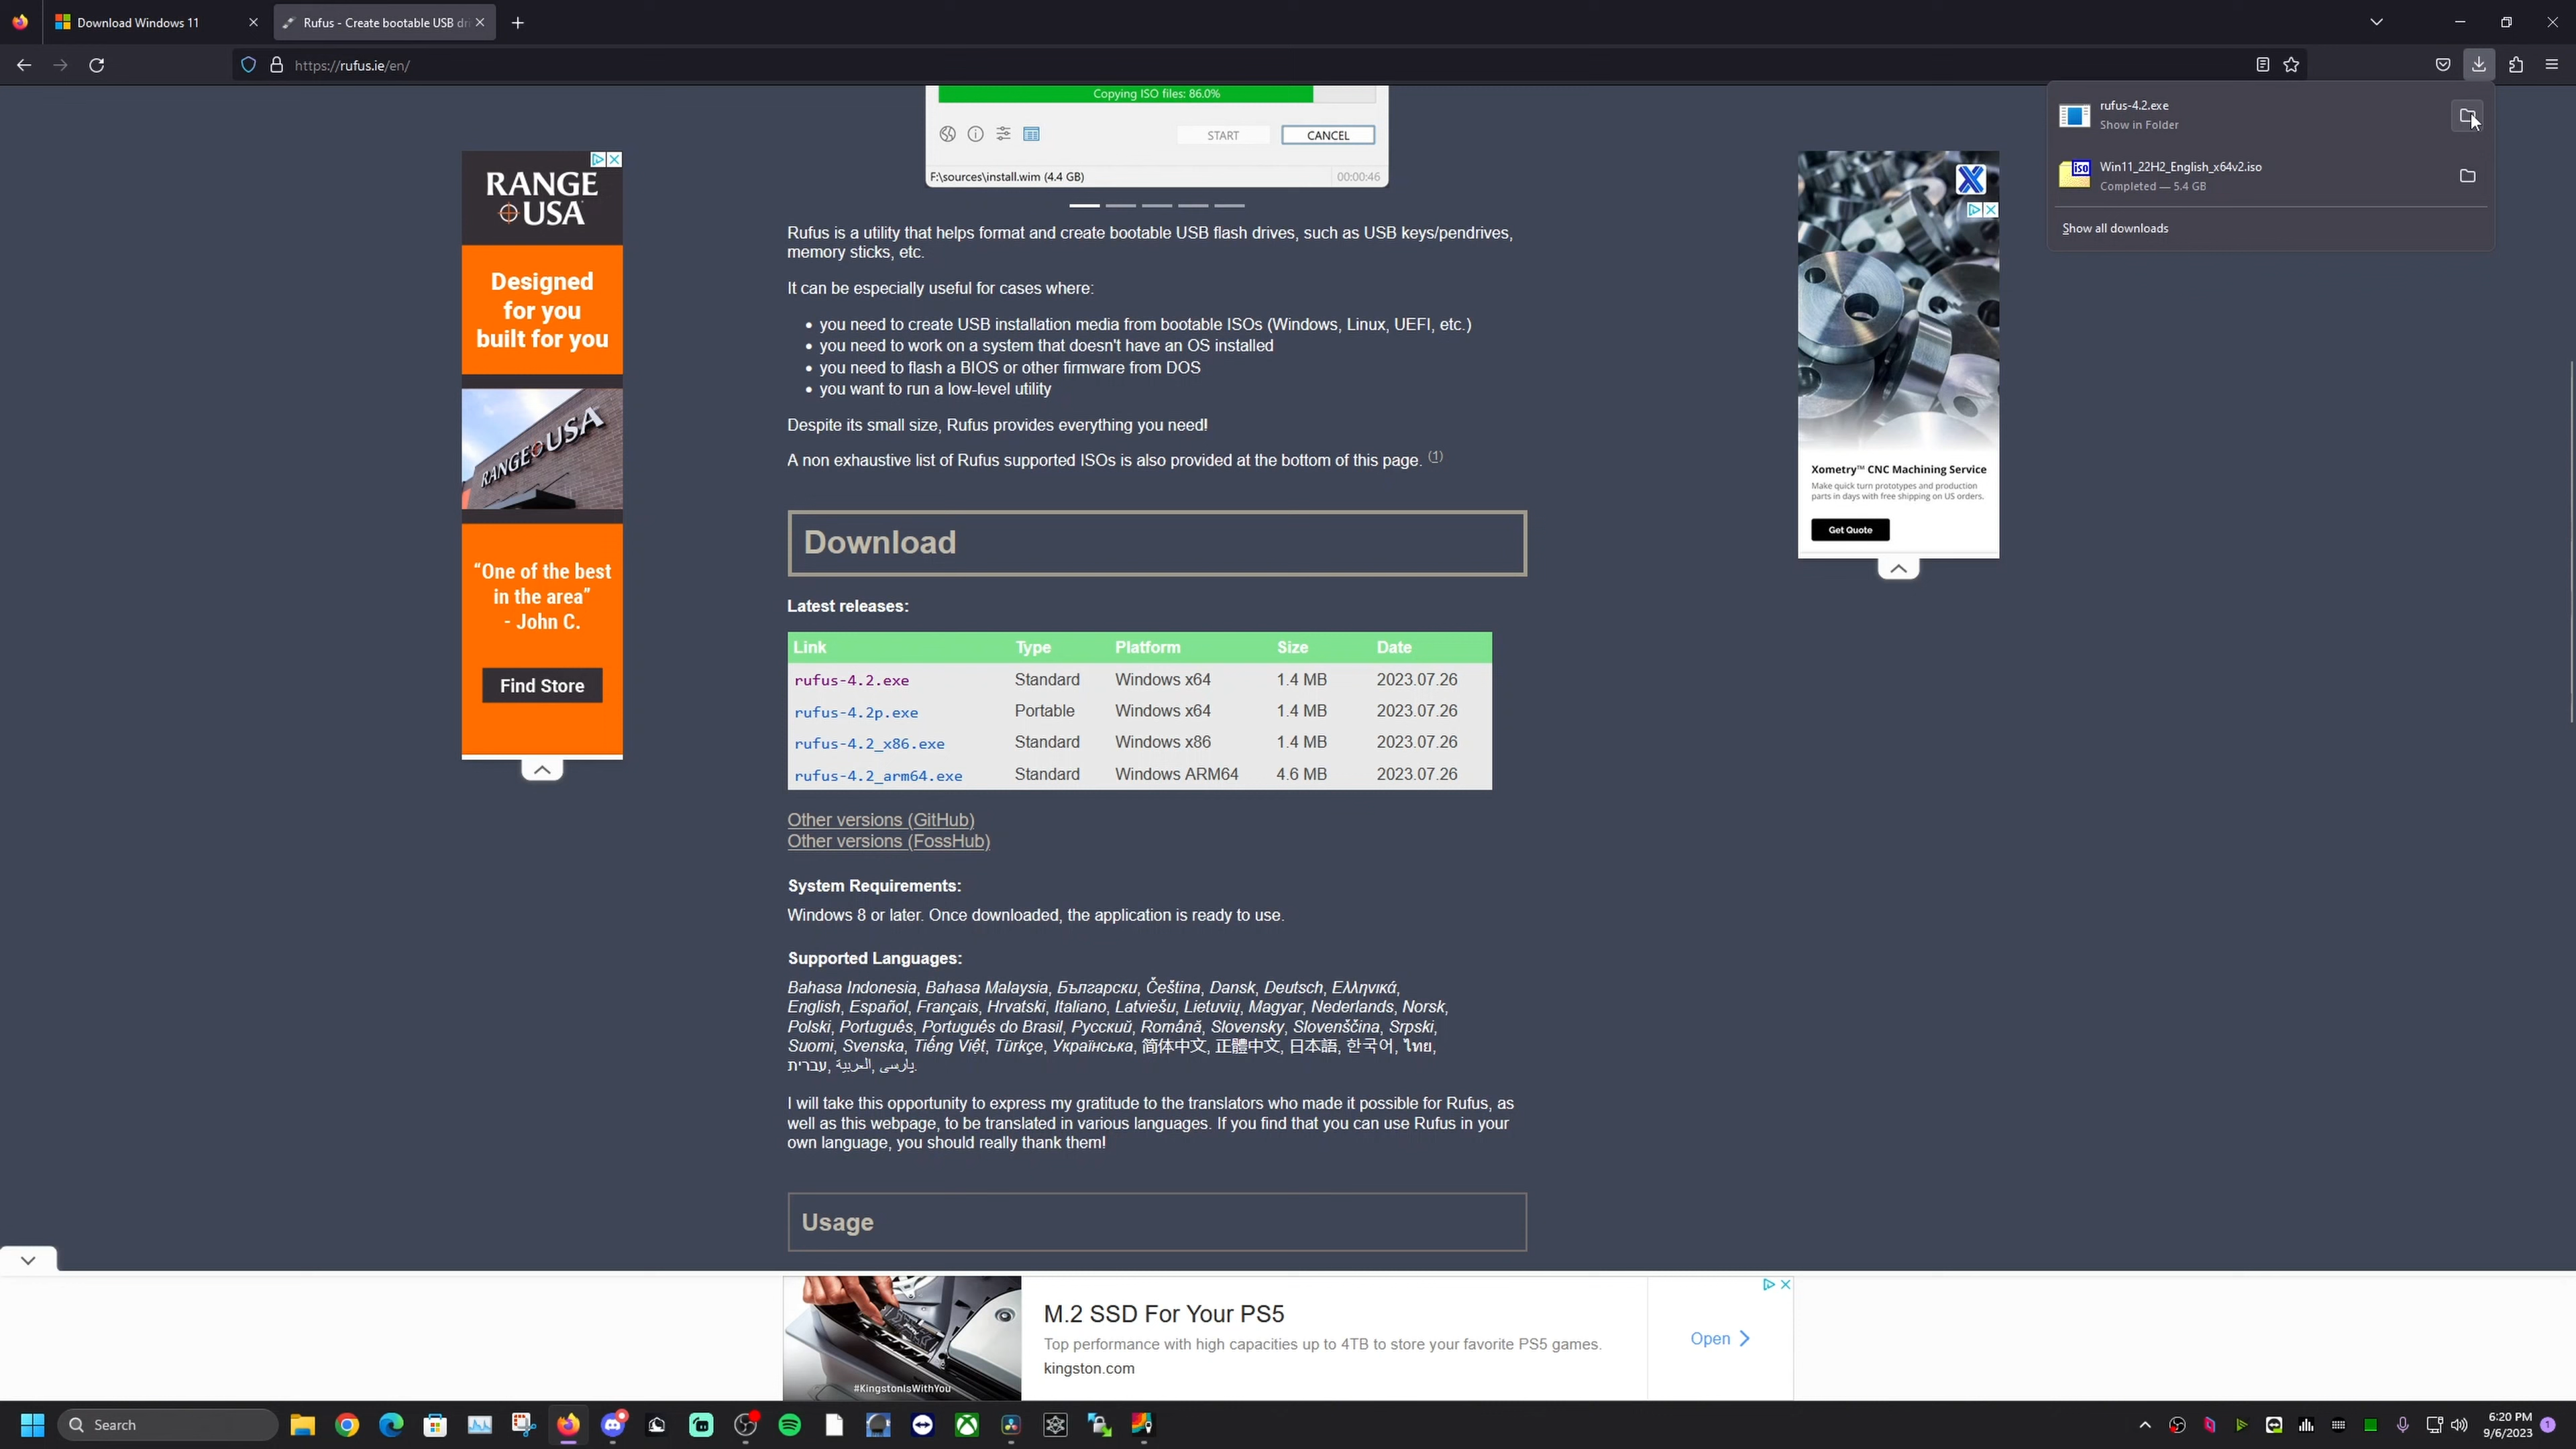 Download Windows 11
Rufus - Create bootable USB dri
https://rufus.ie/en/
rufus-4.2.exe
Show in Folder
Win11_22H2_English_x64v2.iso
Completed — 5.4 GB
Show all downloads
Copying ISO files: 86.0%
START
CANCEL
F:\sources\install.wim (4.4 GB)
00:00:46
RANGE
USA
Designed
for you
built for you
RANGE USA
“One of the best
in the area”
- John C.
Find Store
Rufus is a utility that helps format and create bootable USB flash drives, such as USB keys/pendrives,
memory sticks, etc.
It can be especially useful for cases where:
• you need to create USB installation media from bootable ISOs (Windows, Linux, UEFI, etc.)
• you need to work on a system that doesn't have an OS installed
• you need to flash a BIOS or other firmware from DOS
• you want to run a low-level utility
Despite its small size, Rufus provides everything you need!
A non exhaustive list of Rufus supported ISOs is also provided at the bottom of this page. (1)
X
Xometry™ CNC Machining Service
Make quick turn prototypes and production
parts in days with free shipping on US orders.
Get Quote
Download
Latest releases:
Link Type Platform Size Date
rufus-4.2.exe Standard Windows x64 1.4 MB 2023.07.26
rufus-4.2p.exe Portable Windows x64 1.4 MB 2023.07.26
rufus-4.2_x86.exe Standard Windows x86 1.4 MB 2023.07.26
rufus-4.2_arm64.exe Standard Windows ARM64 4.6 MB 2023.07.26
Other versions (GitHub)
Other versions (FossHub)
System Requirements:
Windows 8 or later. Once downloaded, the application is ready to use.
Supported Languages:
Bahasa Indonesia, Bahasa Malaysia, Български, Čeština, Dansk, Deutsch, Ελληνικά,
English, Español, Français, Hrvatski, Italiano, Latviešu, Lietuvių, Magyar, Nederlands, Norsk,
Polski, Português, Português do Brasil, Русский, Română, Slovensky, Slovenščina, Srpski,
Suomi, Svenska, Tiếng Việt, Türkçe, Українська, 简体中文, 正體中文, 日本語, 한국어, ไทย,
עברית, العربية, پارسی.
I will take this opportunity to express my gratitude to the translators who made it possible for Rufus, as
well as this webpage, to be translated in various languages. If you find that you can use Rufus in your
own language, you should really thank them!
Usage
#KingstonIsWithYou
M.2 SSD For Your PS5
Top performance with high capacities up to 4TB to store your favorite PS5 games.
kingston.com
Open
Search
6:20 PM
9/6/2023
1